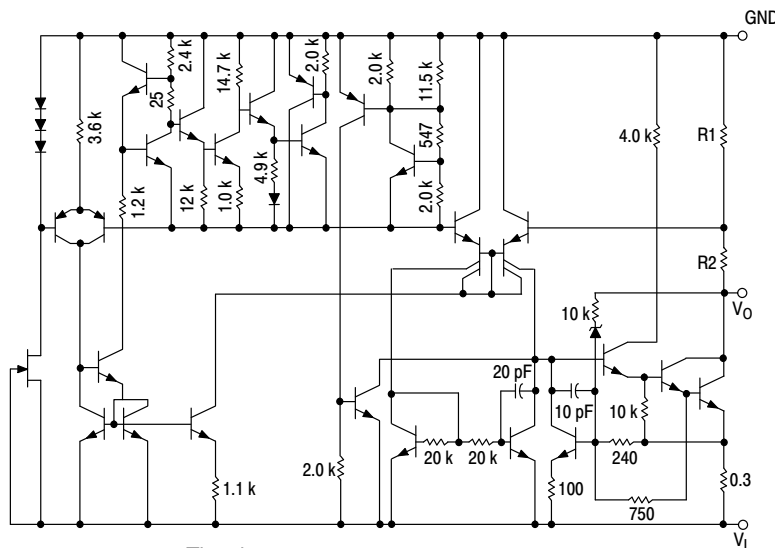 GND
2.4 k
25
14.7 k
2.0 k
2.0 k
11.5 k
547
2.0 k
3.6 k
1.2 k
12 k
1.0 k
4.9 k
4.0 k
R1
R2
VO
10 k
20 pF
10 pF
10 k
20 k
20 k
240
0.3
1.1 k
2.0 k
100
750
VI